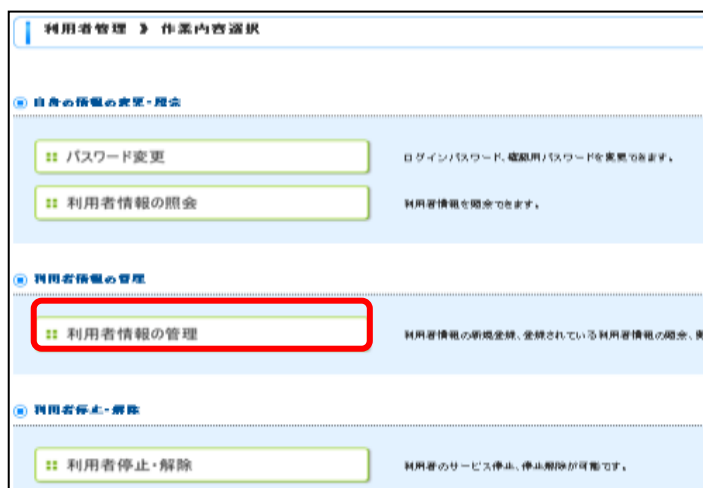 利用者管理 》 作業内容選択
自身の情報の変更・照会
パスワード変更
ログインパスワード、確認用パスワードを変更できます。
利用者情報の照会
利用者情報を照会できます。
利用者情報の管理
利用者情報の管理
利用者情報の新規登録、登録されている利用者情報の照会、
利用者停止・解除
利用者停止・解除
利用者のサービス停止、停止解除が可能です。